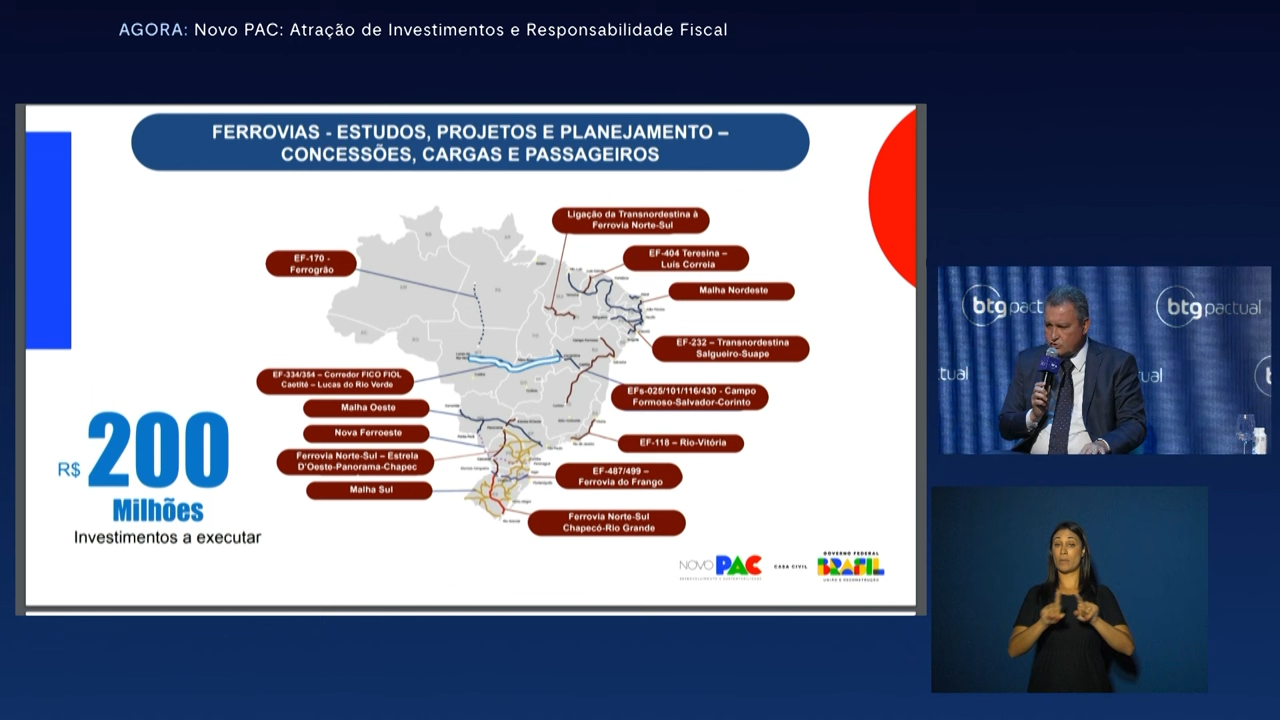 AGORA: Novo PAC: Atração de Investimentos e Responsabilidade Fiscal
FERROVIAS - ESTUDOS, PROJETOS E PLANEJAMENTO –
CONCESSÕES, CARGAS E PASSAGEIROS
Ligação da Transnordestina à
Ferrovia Norte-Sul
EF-170 -
Ferrogrão
EF-404 Teresina –
Luis Correia
Malha Nordeste
EF-232 – Transnordestina
Salgueiro-Suape
EF-334/354 – Corredor FICO FIOL
Caetité – Lucas do Rio Verde
EFs-025/101/116/430 - Campo
Formoso-Salvador-Corinto
Malha Oeste
Nova Ferroeste
EF-118 – Rio-Vitória
Ferrovia Norte-Sul – Estrela
D'Oeste-Panorama-Chapec
EF-487/499 –
Ferrovia do Frango
Malha Sul
Ferrovia Norte-Sul
Chapecó-Rio Grande
R$ 200
Milhões
Investimentos a executar
NOVO PAC
CASA CIVIL
GOVERNO FEDERAL
BRASIL
UNIÃO E RECONSTRUÇÃO
btg pact
btg pactual
tual